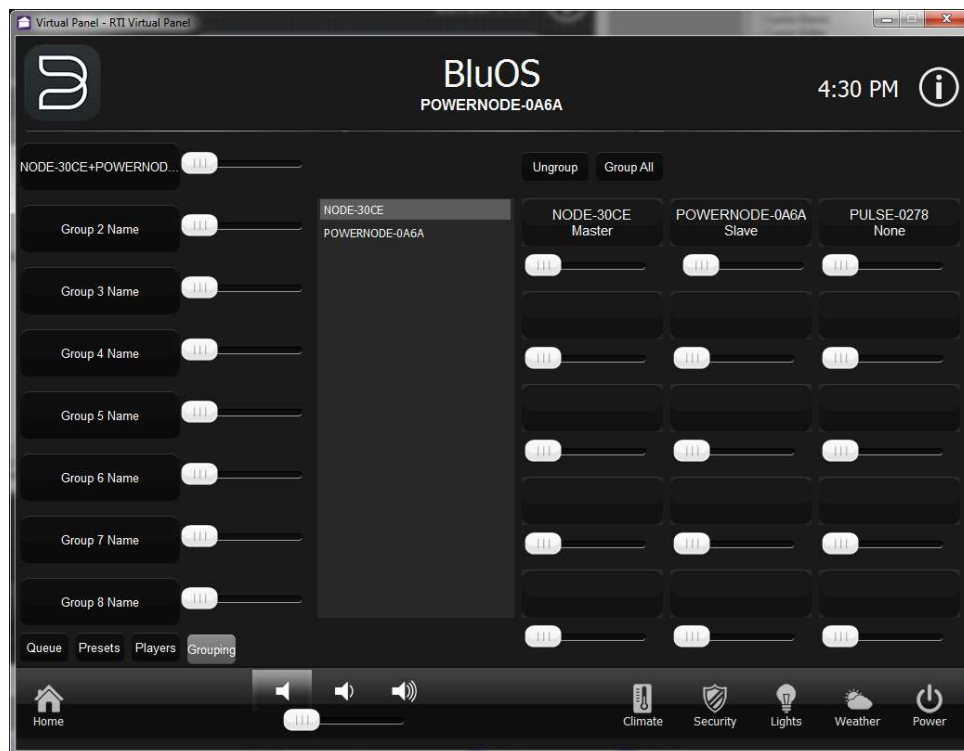 Virtual Panel - RTI Virtual Panel
BluOS
POWERNODE-0A6A
4:30 PM
NODE-30CE+POWERNOD...
Group 2 Name
Group 3 Name
Group 4 Name
Group 5 Name
Group 6 Name
Group 7 Name
Group 8 Name
NODE-30CE
POWERNODE-0A6A
Ungroup Group All
NODE-30CE
Master
POWERNODE-0A6A
Slave
PULSE-0278
None
Queue Presets Players Grouping
Home
Climate Security Lights Weather Power